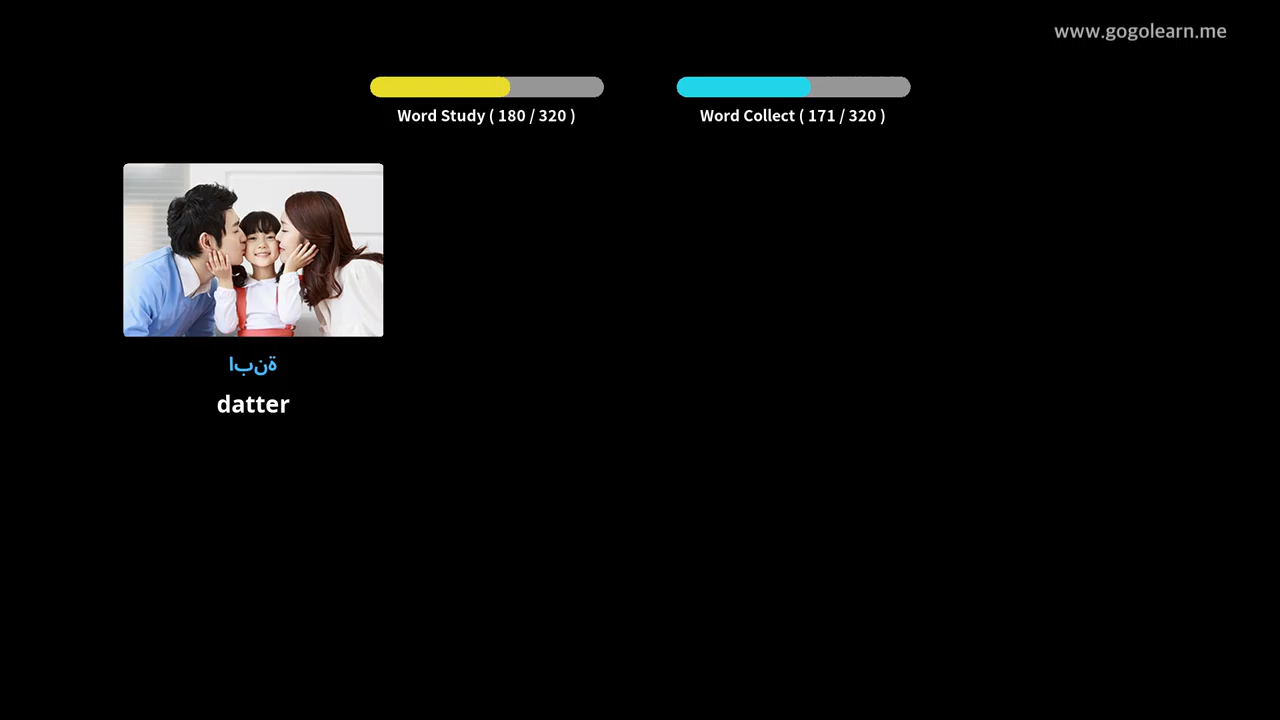 www.gogolearn.me
Word Study ( 180 / 320 )
Word Collect ( 171 / 320 )
ابنة
datter